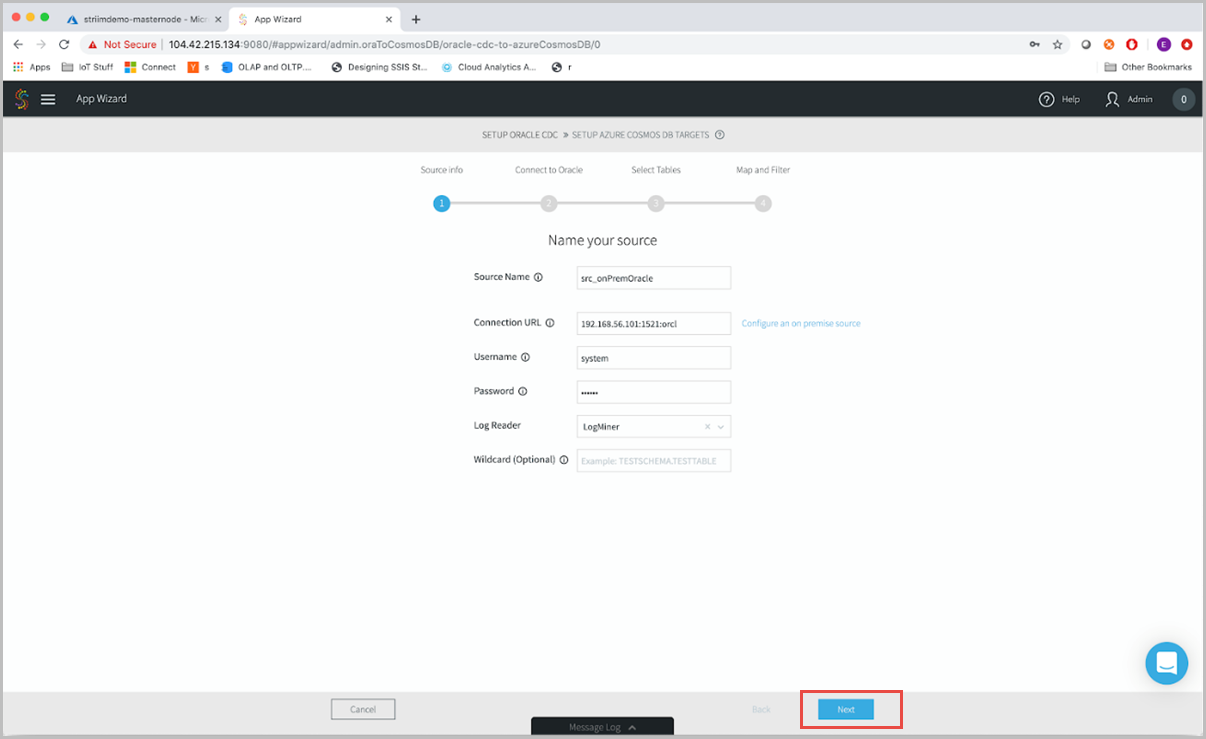 striimdemo-masternode - Micr
App Wizard
Not Secure | 104.42.215.134:9080/#appwizard/admin.oraToCosmosDB/oracle-cdc-to-azureCosmosDB/0
E
Apps IoT Stuff Connect Y s OLAP and OLTP.... Designing SSIS St... Cloud Analytics A... r Other Bookmarks
App Wizard Help Admin 0
SETUP ORACLE CDC » SETUP AZURE COSMOS DB TARGETS ?
Source info Connect to Oracle Select Tables Map and Filter
1 2 3 4
Name your source
Source Name src_onPremOracle
Connection URL 192.168.56.101:1521:orcl Configure an on premise source
Username system
Password ••••••
Log Reader LogMiner
Wildcard (Optional) Example: TESTSCHEMA.TESTTABLE
Cancel Back Next
Message Log